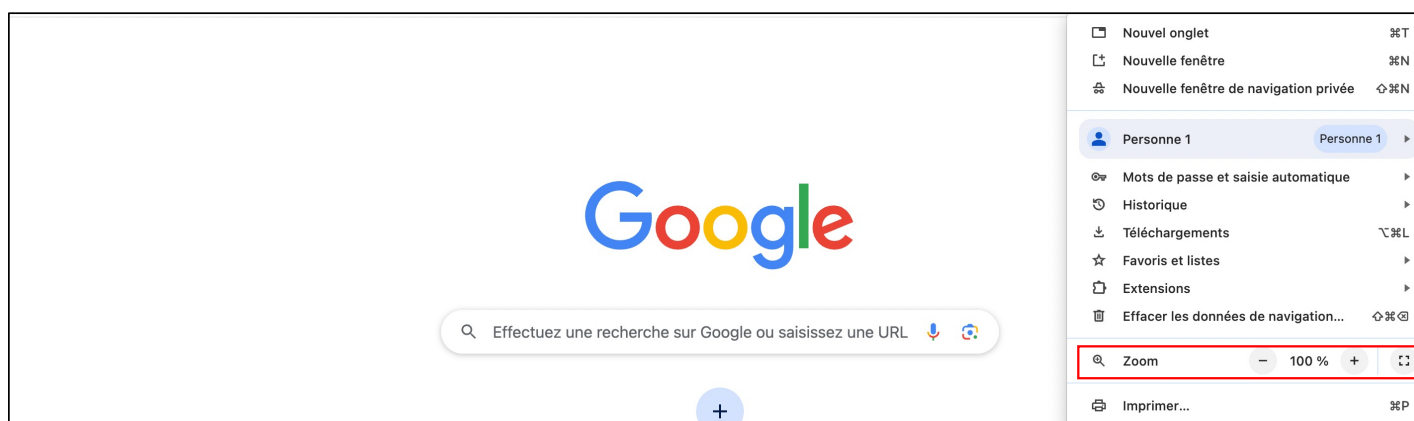 Nouvel onglet ⌘T
Nouvelle fenêtre ⌘N
Nouvelle fenêtre de navigation privée ⇧⌘N
Personne 1 Personne 1
Mots de passe et saisie automatique
Historique
Téléchargements ⌥⌘L
Favoris et listes
Extensions
Effacer les données de navigation... ⇧⌘⌫
Zoom − 100 % +
Imprimer... ⌘P
Google
Effectuez une recherche sur Google ou saisissez une URL
+